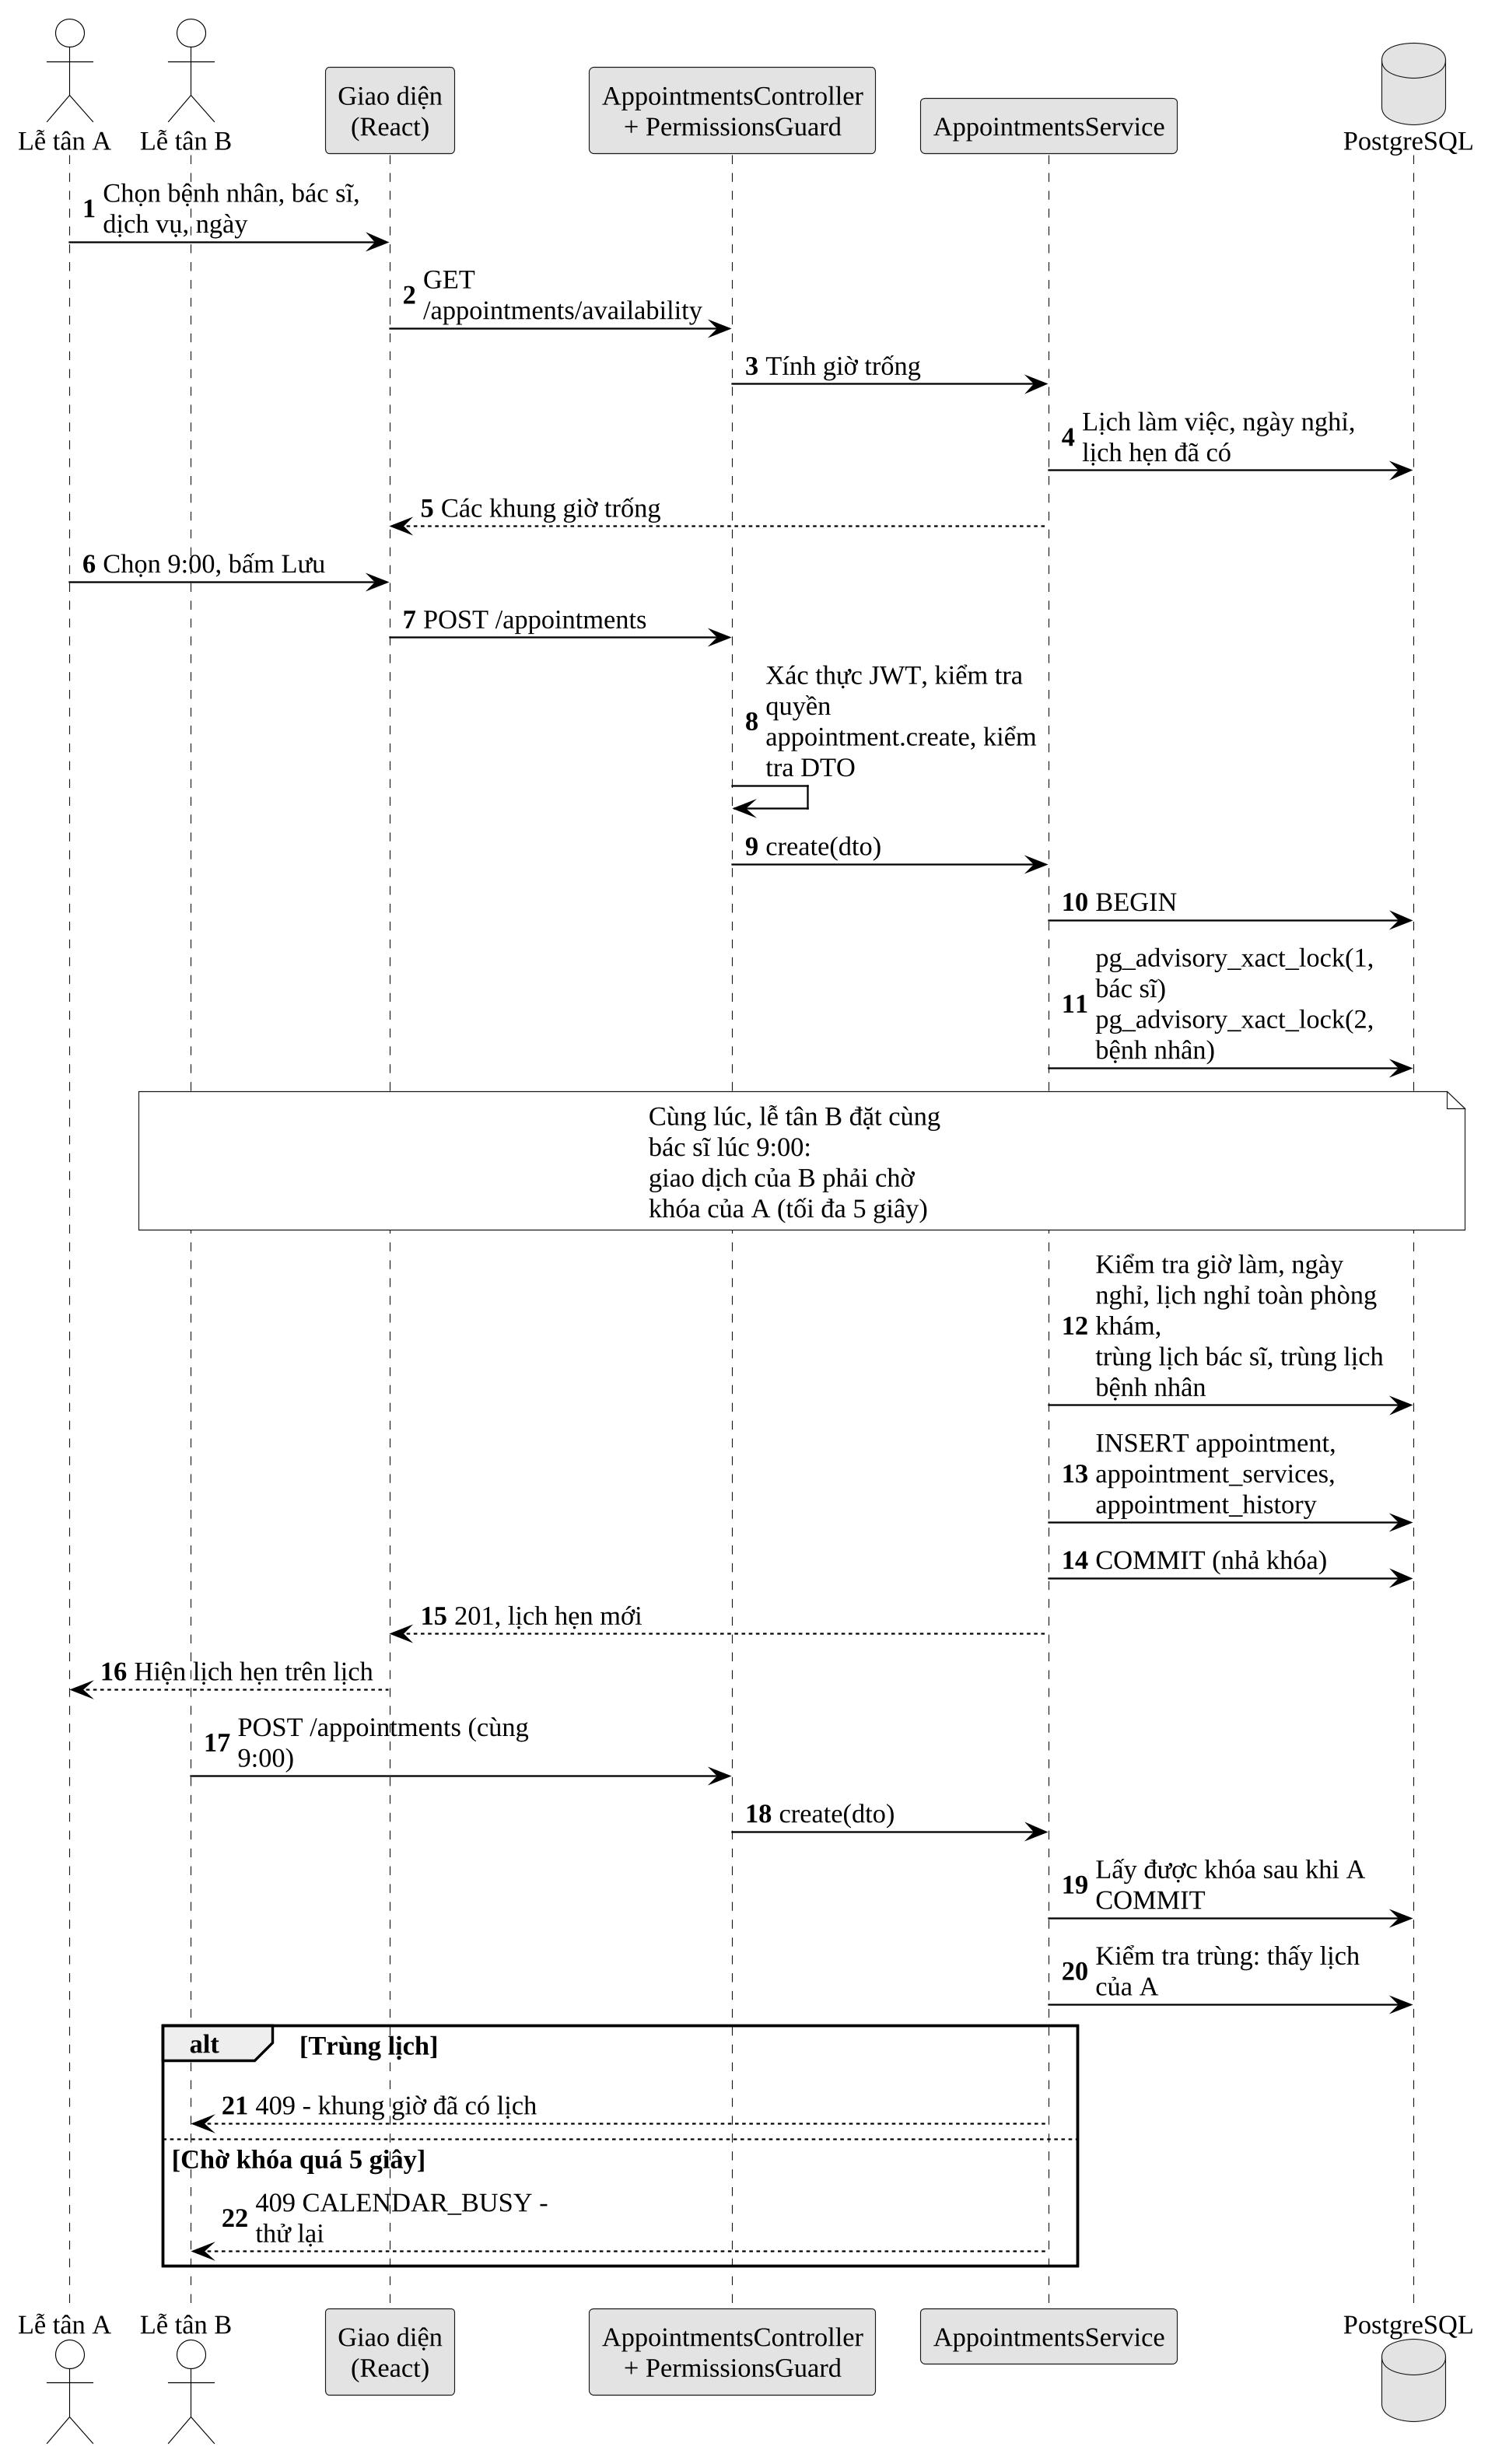 Lễ tân A
Lễ tân B
Giao diện
(React)
AppointmentsController
+ PermissionsGuard
AppointmentsService
PostgreSQL
1 Chọn bệnh nhân, bác sĩ,
dịch vụ, ngày
2 GET
/appointments/availability
3 Tính giờ trống
4 Lịch làm việc, ngày nghỉ,
lịch hẹn đã có
5 Các khung giờ trống
6 Chọn 9:00, bấm Lưu
7 POST /appointments
8 Xác thực JWT, kiểm tra
quyền
appointment.create, kiểm
tra DTO
9 create(dto)
10 BEGIN
11 pg_advisory_xact_lock(1,
bác sĩ)
pg_advisory_xact_lock(2,
bệnh nhân)
Cùng lúc, lễ tân B đặt cùng
bác sĩ lúc 9:00:
giao dịch của B phải chờ
khóa của A (tối đa 5 giây)
12 Kiểm tra giờ làm, ngày
nghỉ, lịch nghỉ toàn phòng
khám,
trùng lịch bác sĩ, trùng lịch
bệnh nhân
13 INSERT appointment,
appointment_services,
appointment_history
14 COMMIT (nhả khóa)
15 201, lịch hẹn mới
16 Hiện lịch hẹn trên lịch
17 POST /appointments (cùng
9:00)
18 create(dto)
19 Lấy được khóa sau khi A
COMMIT
20 Kiểm tra trùng: thấy lịch
của A
alt [Trùng lịch]
21 409 - khung giờ đã có lịch
[Chờ khóa quá 5 giây]
22 409 CALENDAR_BUSY -
thử lại
Lễ tân A
Lễ tân B
Giao diện
(React)
AppointmentsController
+ PermissionsGuard
AppointmentsService
PostgreSQL